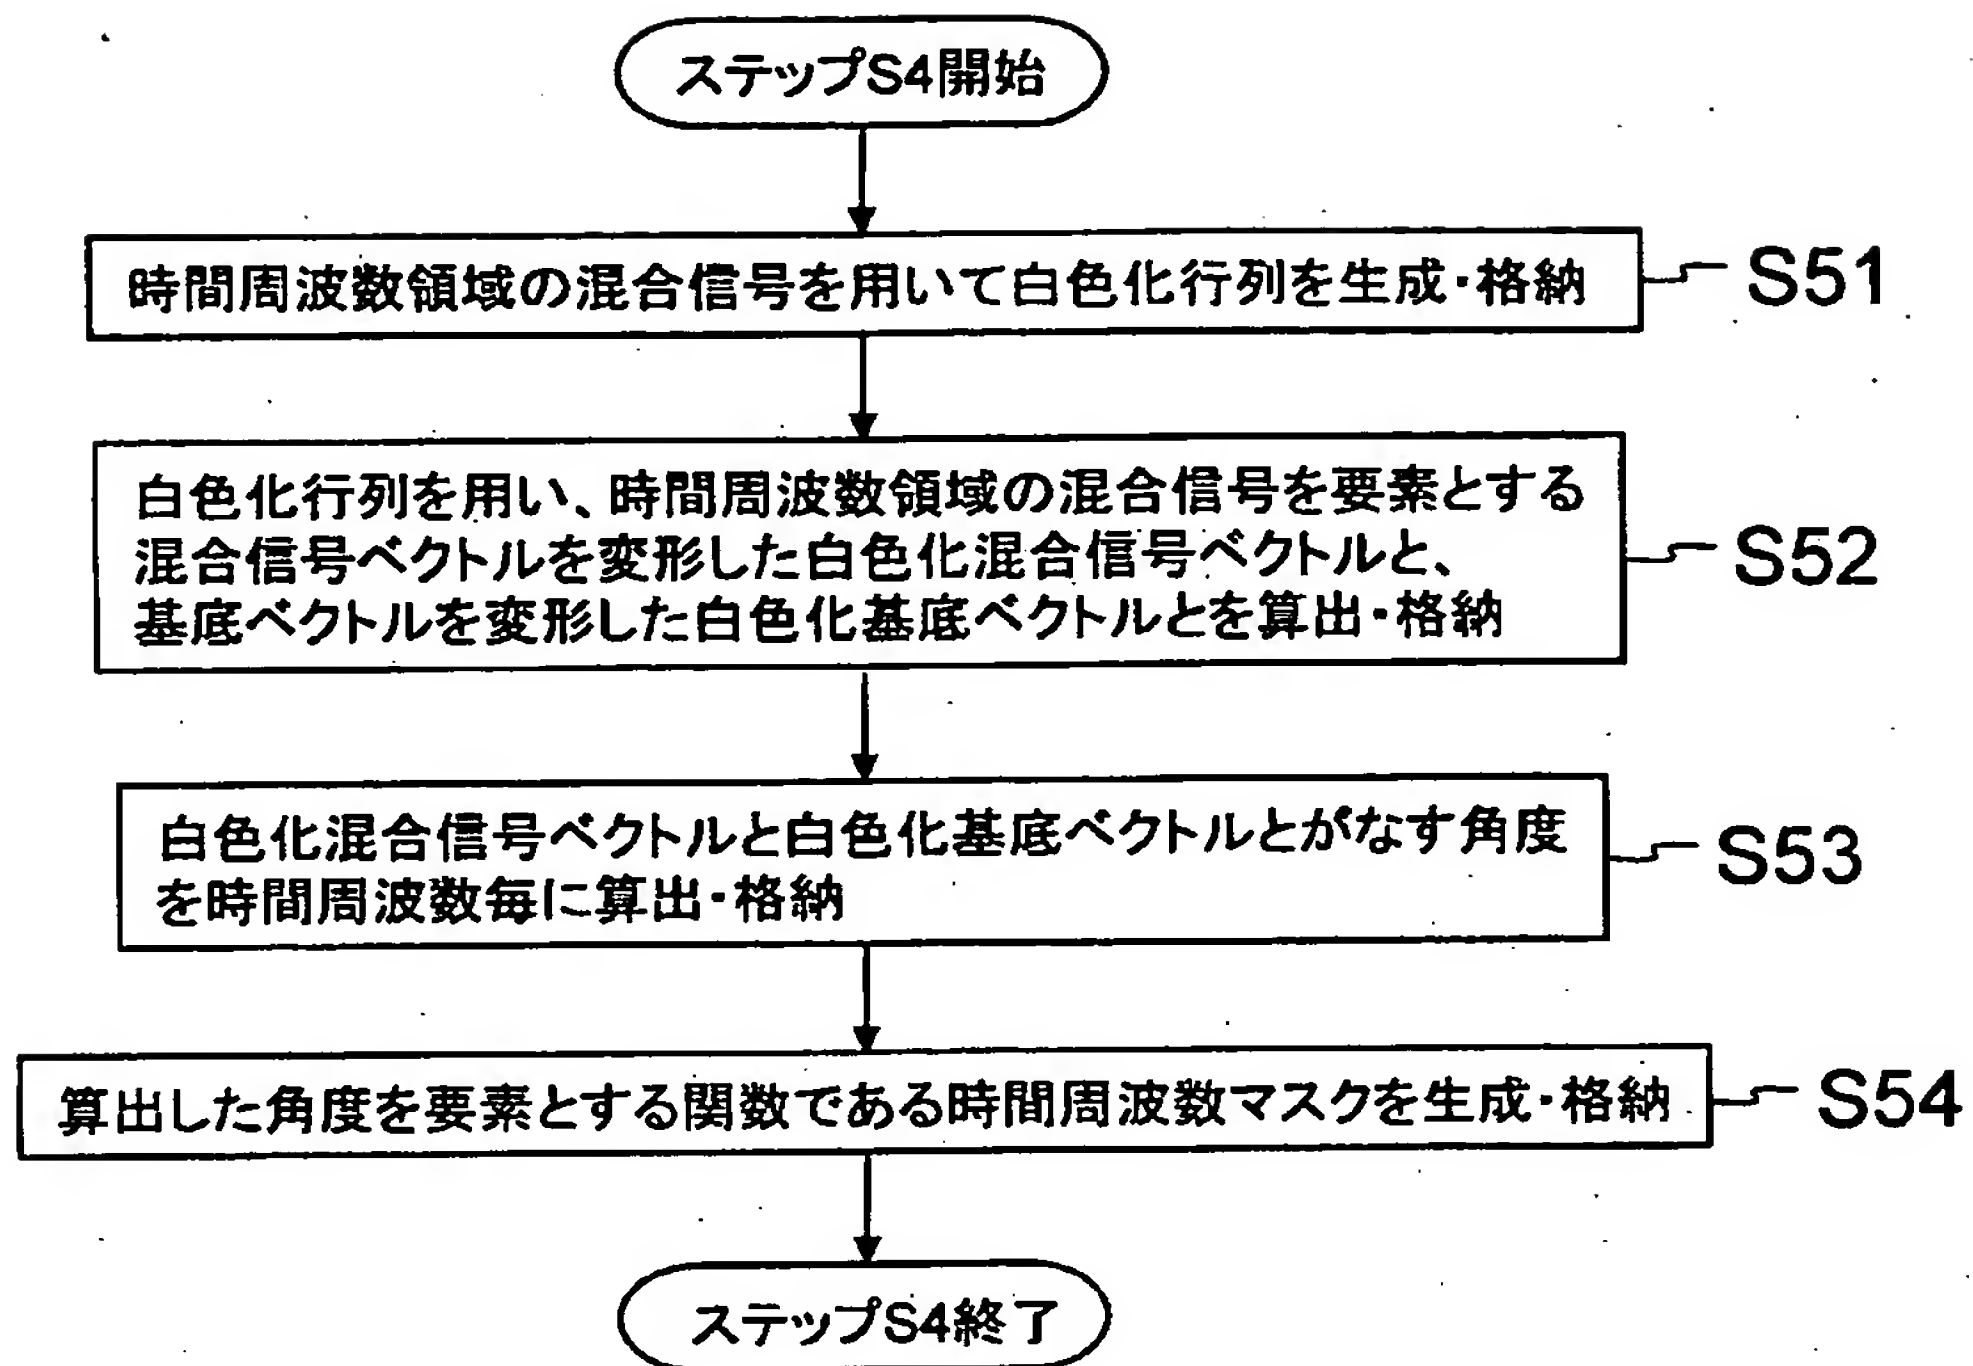 ステップS4開始
時間周波数領域の混合信号を用いて白色化行列を生成・格納
S51
白色化行列を用い、時間周波数領域の混合信号を要素とする
混合信号ベクトルを変形した白色化混合信号ベクトルと、
基底ベクトルを変形した白色化基底ベクトルとを算出・格納
S52
白色化混合信号ベクトルと白色化基底ベクトルとがなす角度
を時間周波数毎に算出・格納
S53
算出した角度を要素とする関数である時間周波数マスクを生成・格納
S54
ステップS4終了